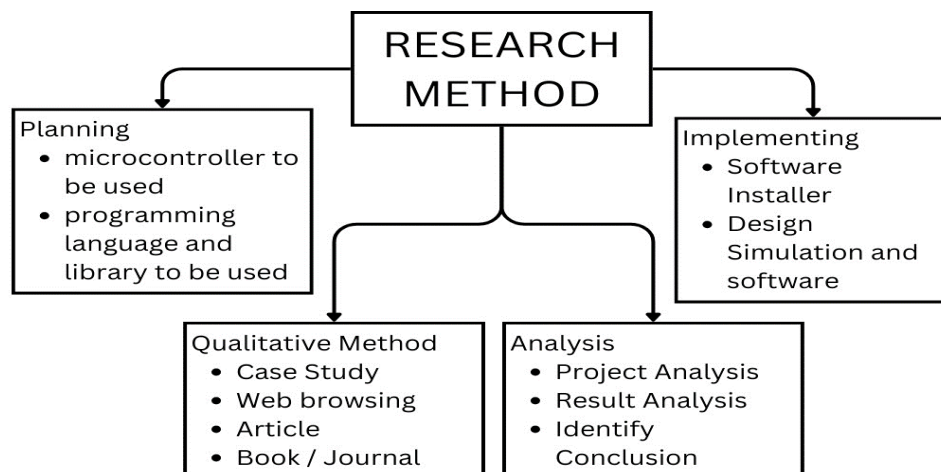 RESEARCH
METHOD
Planning
• microcontroller to
be used
• programming
language and
library to be used
Implementing
• Software
Installer
• Design
Simulation and
software
Qualitative Method
• Case Study
• Web browsing
• Article
• Book / Journal
Analysis
• Project Analysis
• Result Analysis
• Identify
Conclusion